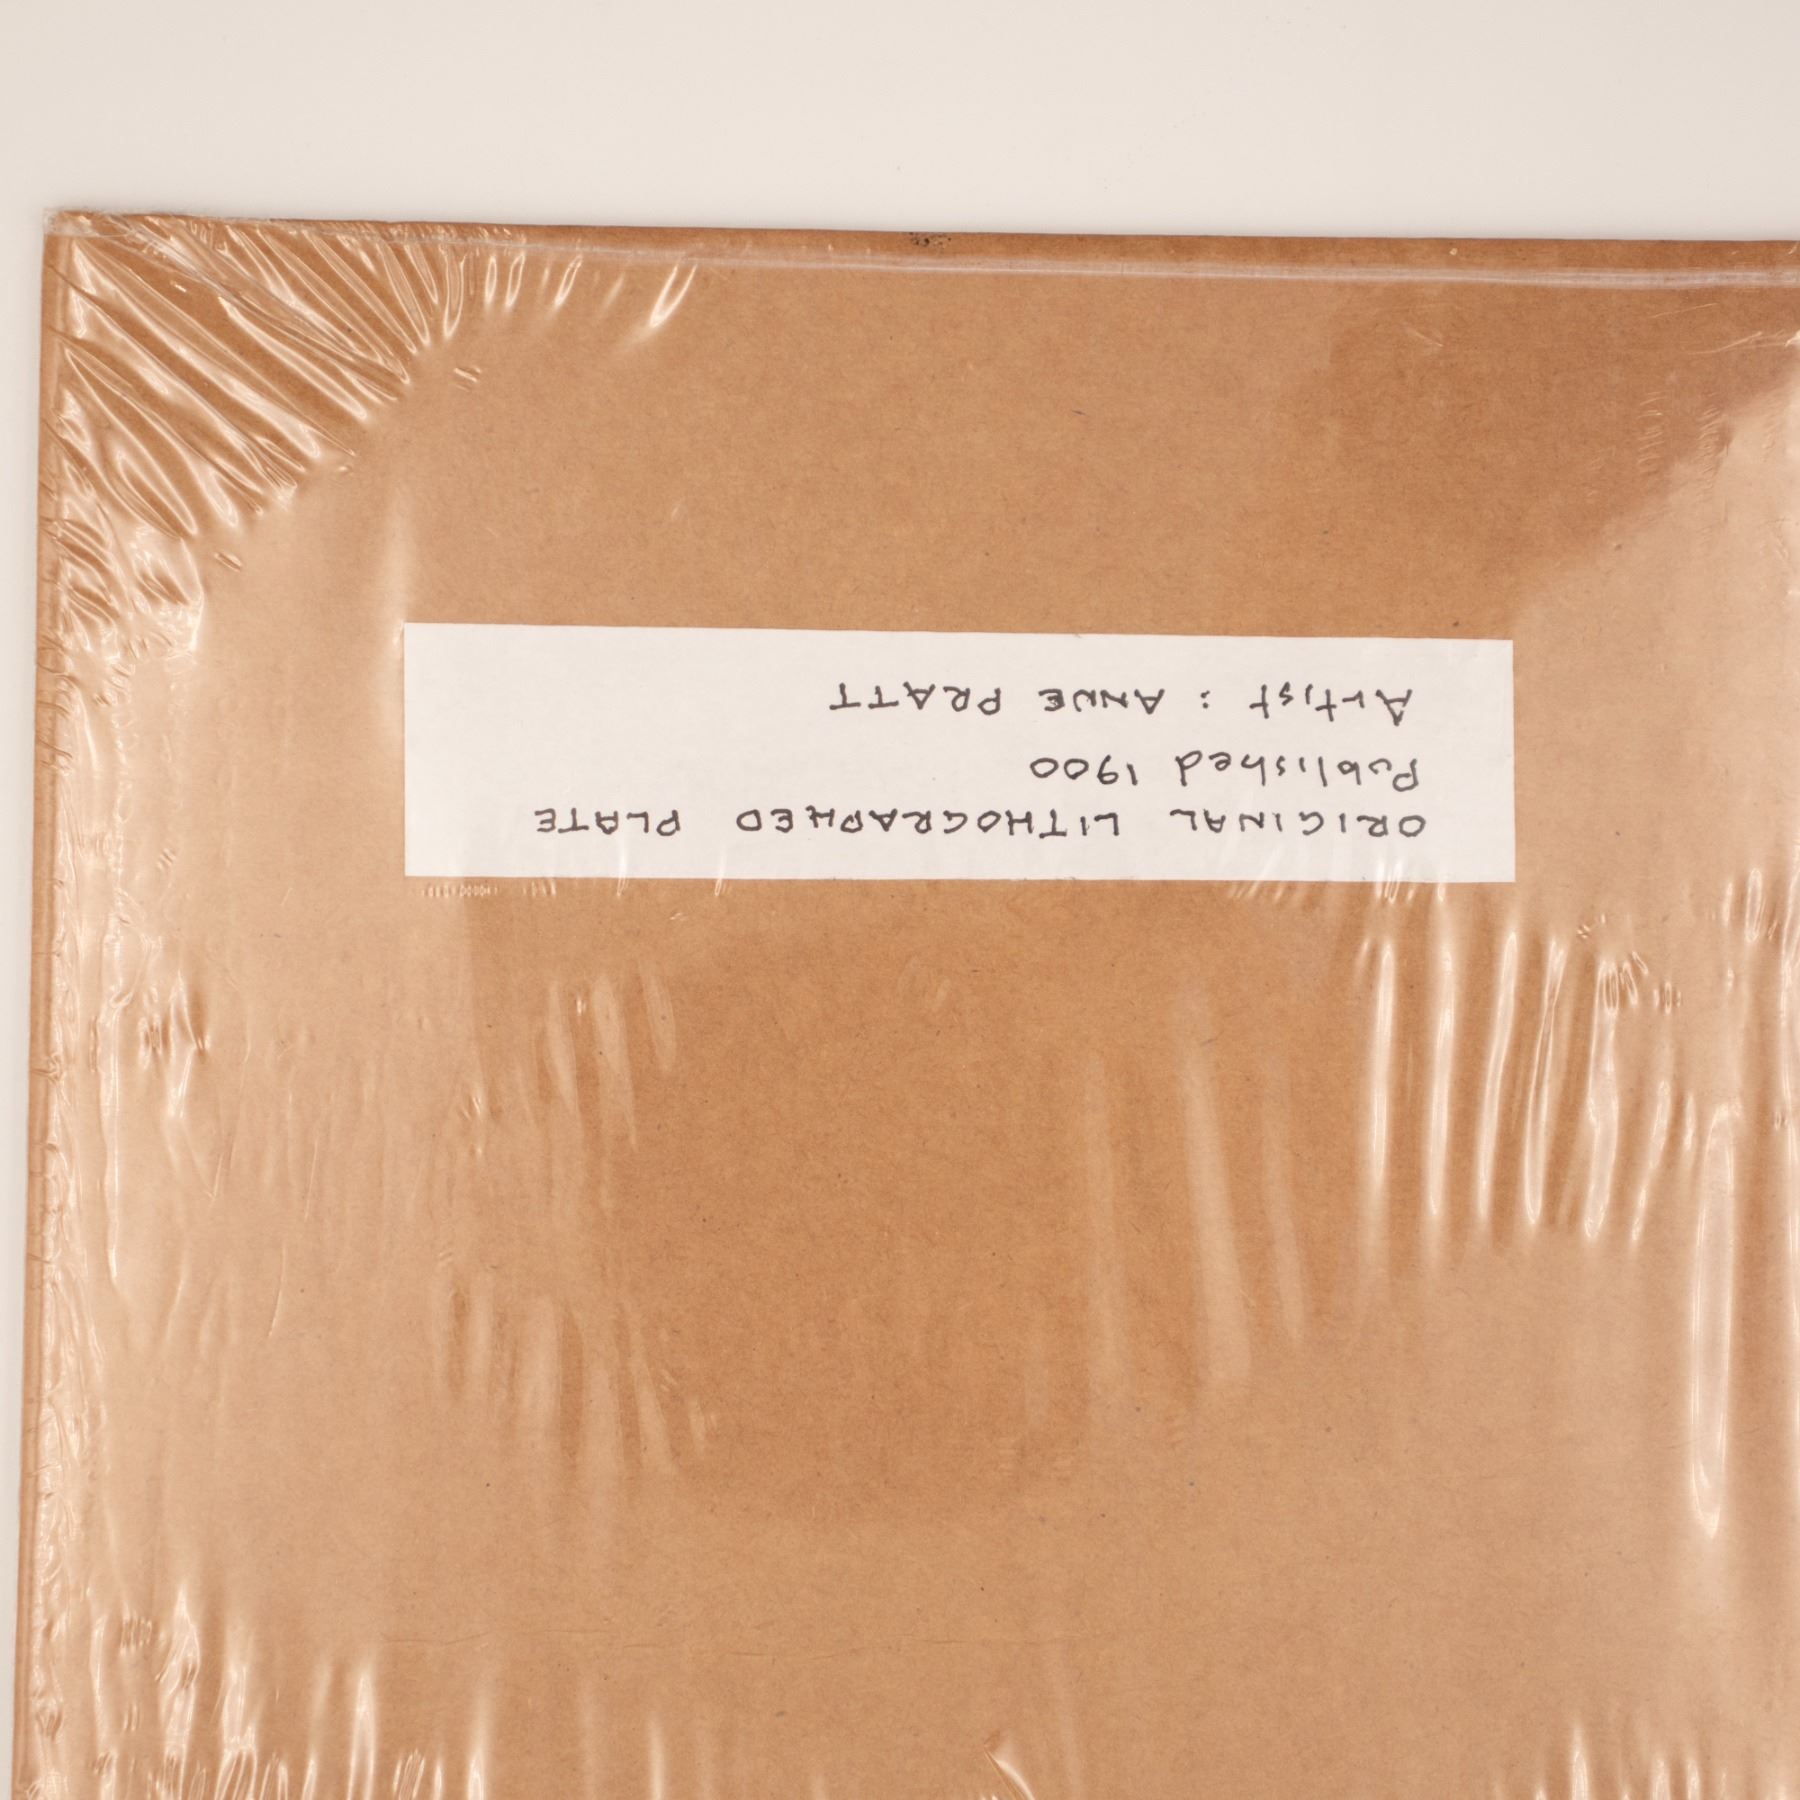 ORIGINAL LITHOGRAPHED PLATE
Published 1900
Artist : ANNE PRATT